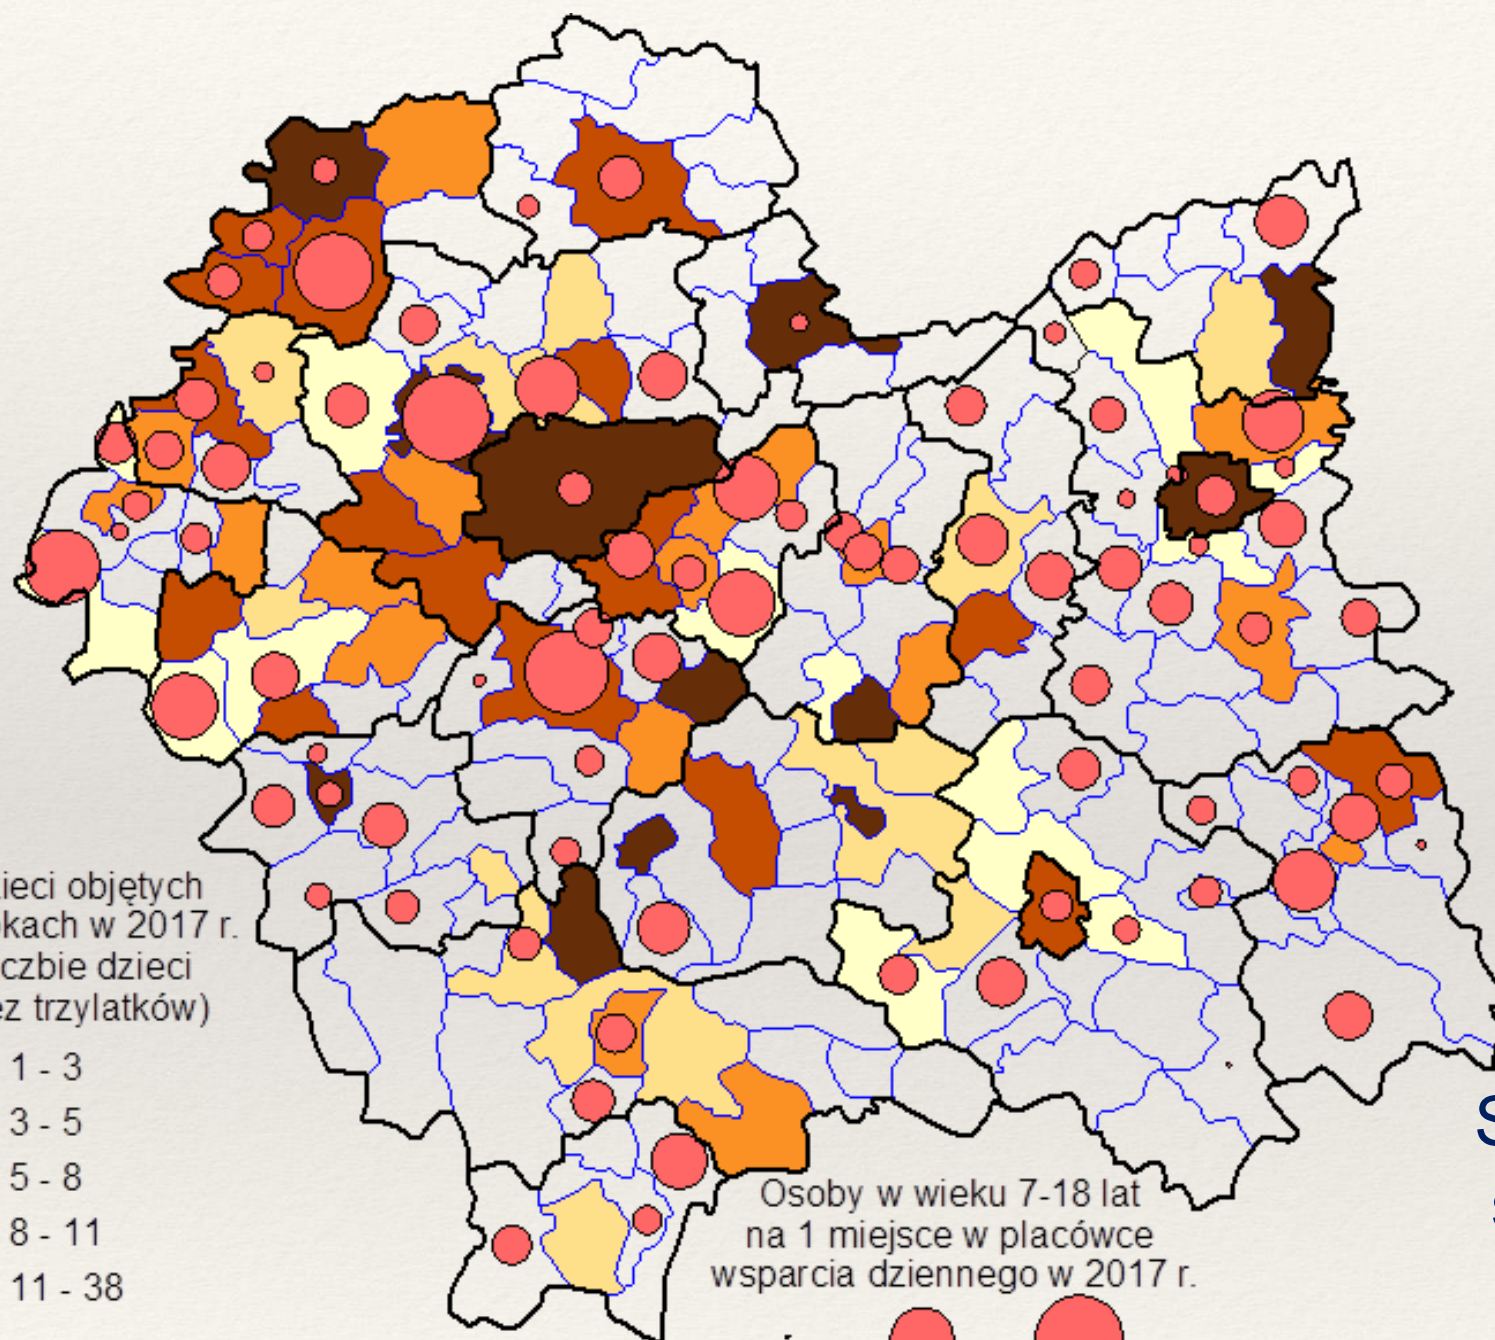 ieci objętych
kach w 2017 r.
czbie dzieci
ez trzylatków)
1 - 3
3 - 5
5 - 8
8 - 11
11 - 38
Osoby w wieku 7-18 lat
na 1 miejsce w placówce
wsparcia dziennego w 2017 r.
S